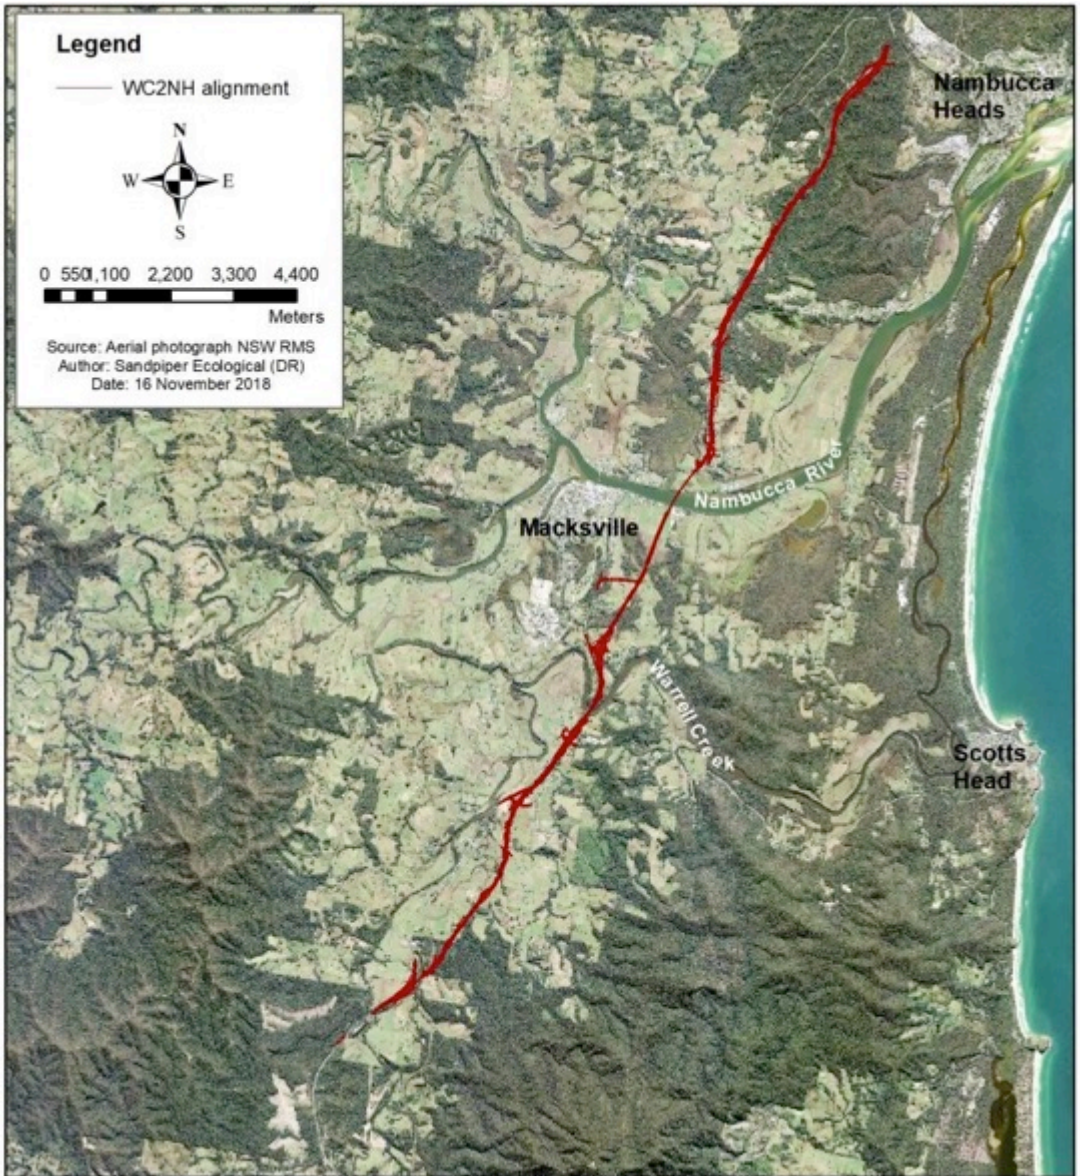 Legend
WC2NH alignment
N
W E
S
0 550 1,100 2,200 3,300 4,400
Meters
Source: Aerial photograph NSW RMS
Author: Sandpiper Ecological (DR)
Date: 16 November 2018
Nambucca
Heads
Nambucca River
Macksville
Warrell Creek
Scotts
Head